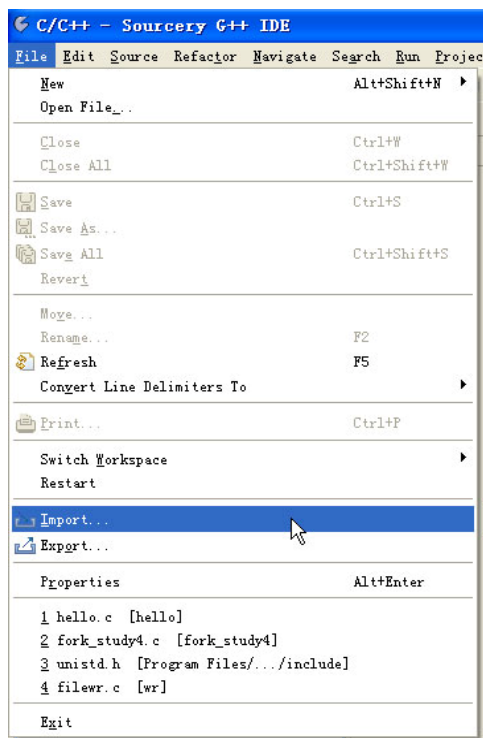 C/C++ - Sourcery G++ IDE
File Edit Source Refactor Navigate Search Run Projec
New Alt+Shift+N
Open File...
Close Ctrl+W
Close All Ctrl+Shift+W
Save Ctrl+S
Save As...
Save All Ctrl+Shift+S
Revert
Move...
Rename... F2
Refresh F5
Convert Line Delimiters To
Print... Ctrl+P
Switch Workspace
Restart
Import...
Export...
Properties Alt+Enter
1 hello.c [hello]
2 fork_study4.c [fork_study4]
3 unistd.h [Program Files/.../include]
4 filewr.c [wr]
Exit